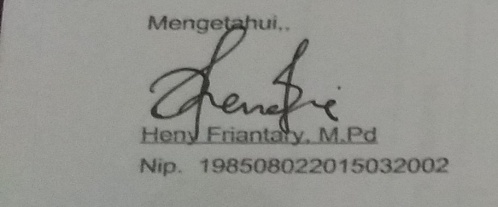 Mengetahui,.
Heny Friantary, M.Pd
Nip. 198508022015032002